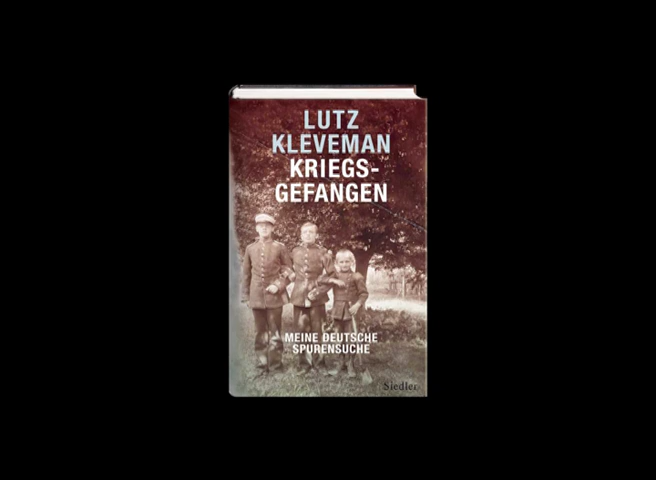 LUTZ
KLEVEMAN
KRIEGS-
GEFANGEN
MEINE DEUTSCHE
SPURENSUCHE
Siedler